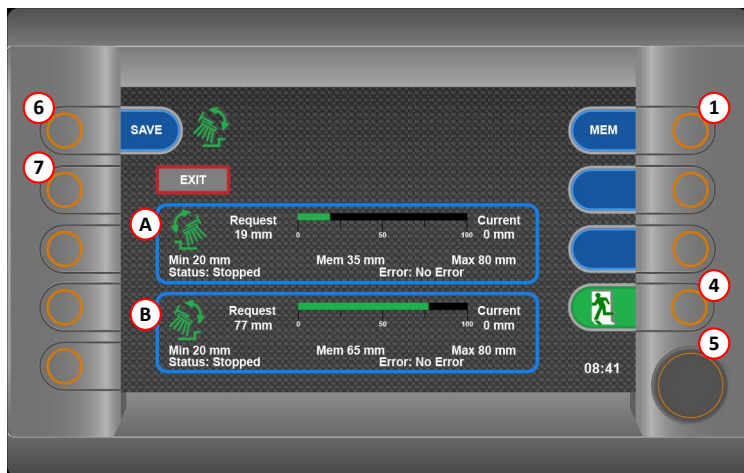 6
1
SAVE
MEM
7
EXIT
A
Request
Current
19 mm
0
50
100
0 mm
Min 20 mm
Mem 35 mm
Max 80 mm
Status: Stopped
Error: No Error
4
B
Request
Current
77 mm
0
50
100
0 mm
Min 20 mm
Mem 65 mm
Max 80 mm
Status: Stopped
Error: No Error
5
08:41